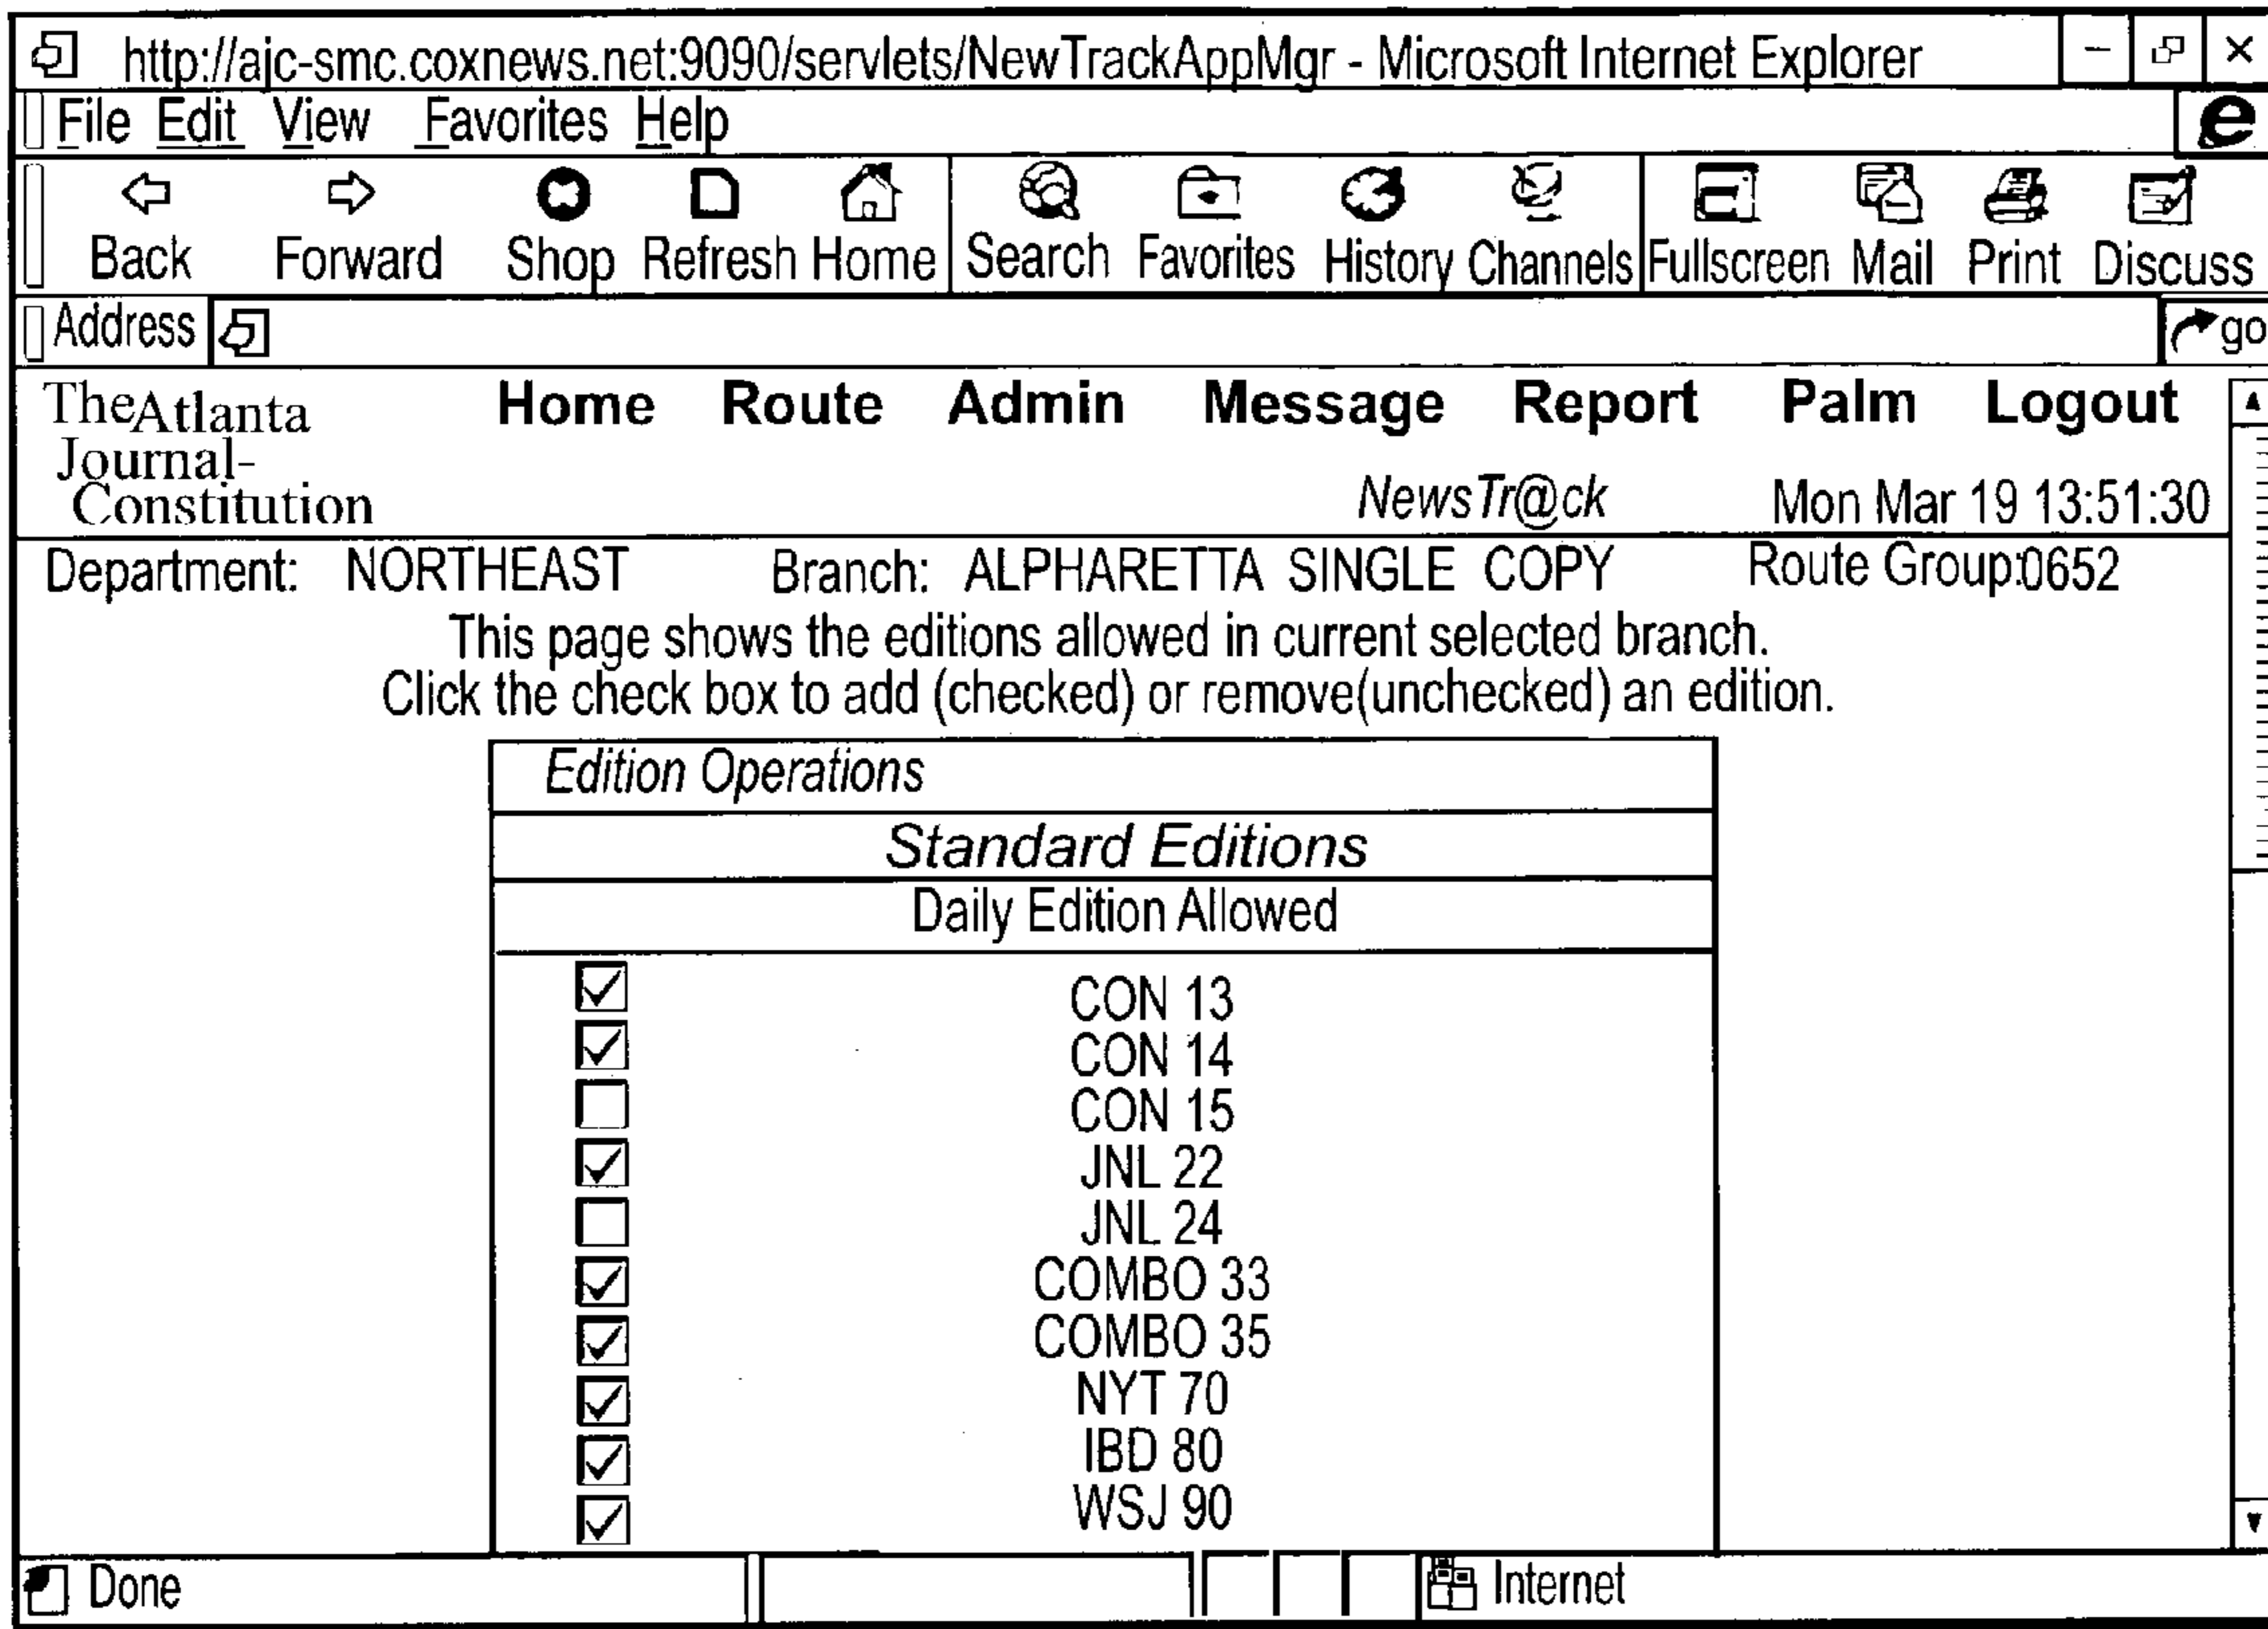 http://ajc-smc.coxnews.net:9090/servlets/NewTrackAppMgr - Microsoft Internet Explorer
File Edit View Favorites Help
Back Forward Shop Refresh Home Search Favorites History Channels Fullscreen Mail Print Discuss
Address go
Home Route Admin Message Report Palm Logout
The Atlanta
Journal-
Constitution
NewsTr@ck Mon Mar 19 13:51:30
Department: NORTHEAST Branch: ALPHARETTA SINGLE COPY Route Group:0652
This page shows the editions allowed in current selected branch.
Click the check box to add (checked) or remove(unchecked) an edition.
Edition Operations
Standard Editions
Daily Edition Allowed
CON 13
CON 14
CON 15
JNL 22
JNL 24
COMBO 33
COMBO 35
NYT 70
IBD 80
WSJ 90
Done Internet